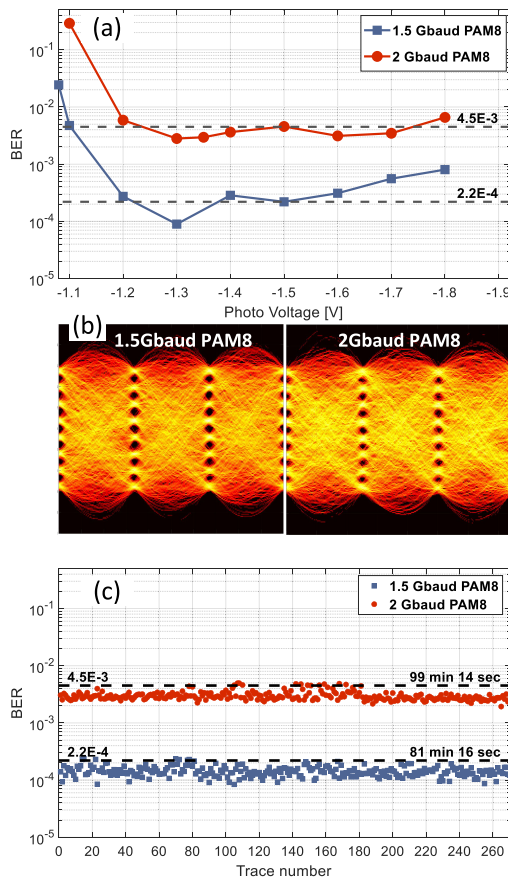 (a)
1.5 Gbaud PAM8
2 Gbaud PAM8
10^-1
10^-2
10^-3
10^-4
10^-5
BER
4.5E-3
2.2E-4
-1.1 -1.2 -1.3 -1.4 -1.5 -1.6 -1.7 -1.8 -1.9
Photo Voltage [V]
(b)
1.5Gbaud PAM8 2Gbaud PAM8
(c)
1.5 Gbaud PAM8
2 Gbaud PAM8
10^-1
10^-2
10^-3
10^-4
10^-5
BER
4.5E-3 99 min 14 sec
2.2E-4 81 min 16 sec
0 20 40 60 80 100 120 140 160 180 200 220 240 260
Trace number